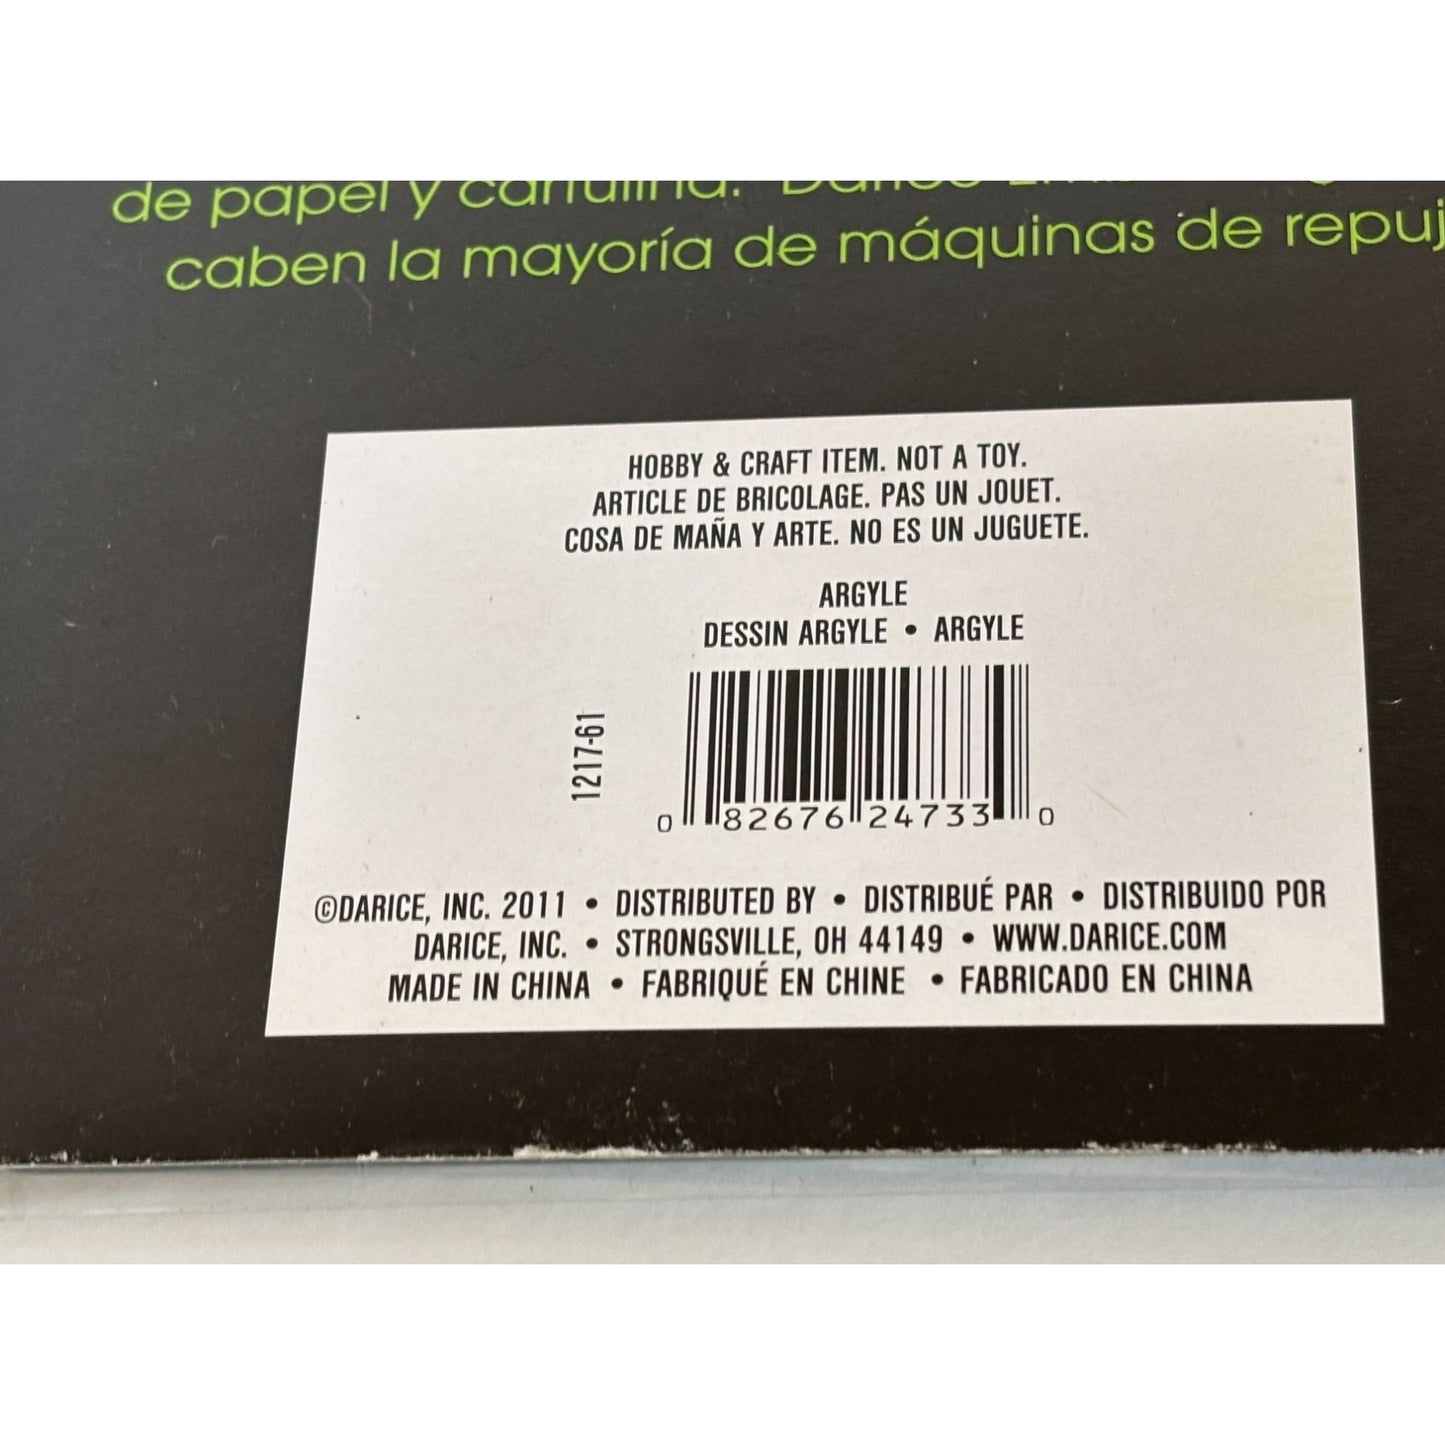 de papel y cartulina. Darice
caben la mayoría de máquinas de repuj
HOBBY & CRAFT ITEM. NOT A TOY.
ARTICLE DE BRICOLAGE. PAS UN JOUET.
COSA DE MAÑA Y ARTE. NO ES UN JUGUETE.
ARGYLE
DESSIN ARGYLE • ARGYLE
1217-61
0 82676 24733 0
©DARICE, INC. 2011 • DISTRIBUTED BY • DISTRIBUÉ PAR • DISTRIBUIDO POR
DARICE, INC. • STRONGSVILLE, OH 44149 • WWW.DARICE.COM
MADE IN CHINA • FABRIQUÉ EN CHINE • FABRICADO EN CHINA